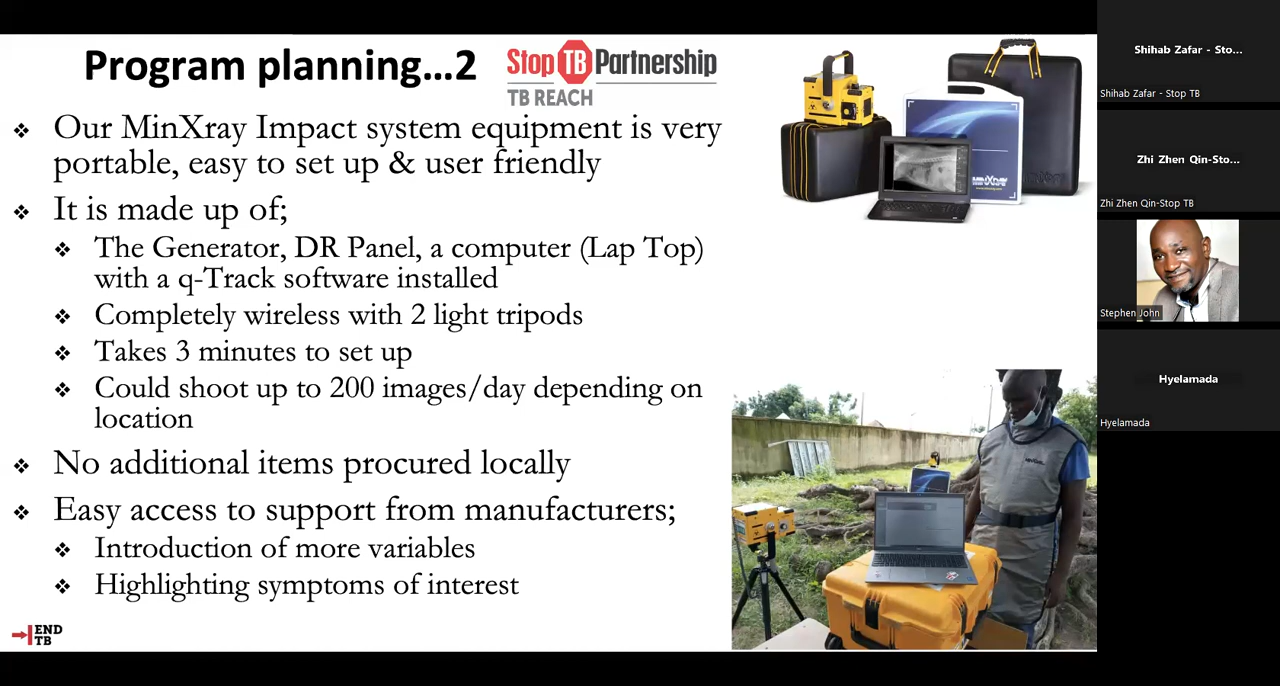 Program planning...2
Stop TB Partnership
TB REACH
❖ Our MinXray Impact system equipment is very
portable, easy to set up & user friendly
❖ It is made up of;
❖ The Generator, DR Panel, a computer (Lap Top)
with a q-Track software installed
❖ Completely wireless with 2 light tripods
❖ Takes 3 minutes to set up
❖ Could shoot up to 200 images/day depending on
location
❖ No additional items procured locally
❖ Easy access to support from manufacturers;
❖ Introduction of more variables
❖ Highlighting symptoms of interest
END
TB
MINXRAY
Shihab Zafar - Sto...
Shihab Zafar - Stop TB
Zhi Zhen Qin-Sto...
Zhi Zhen Qin-Stop TB
Stephen John
Hyelamada
Hyelamada